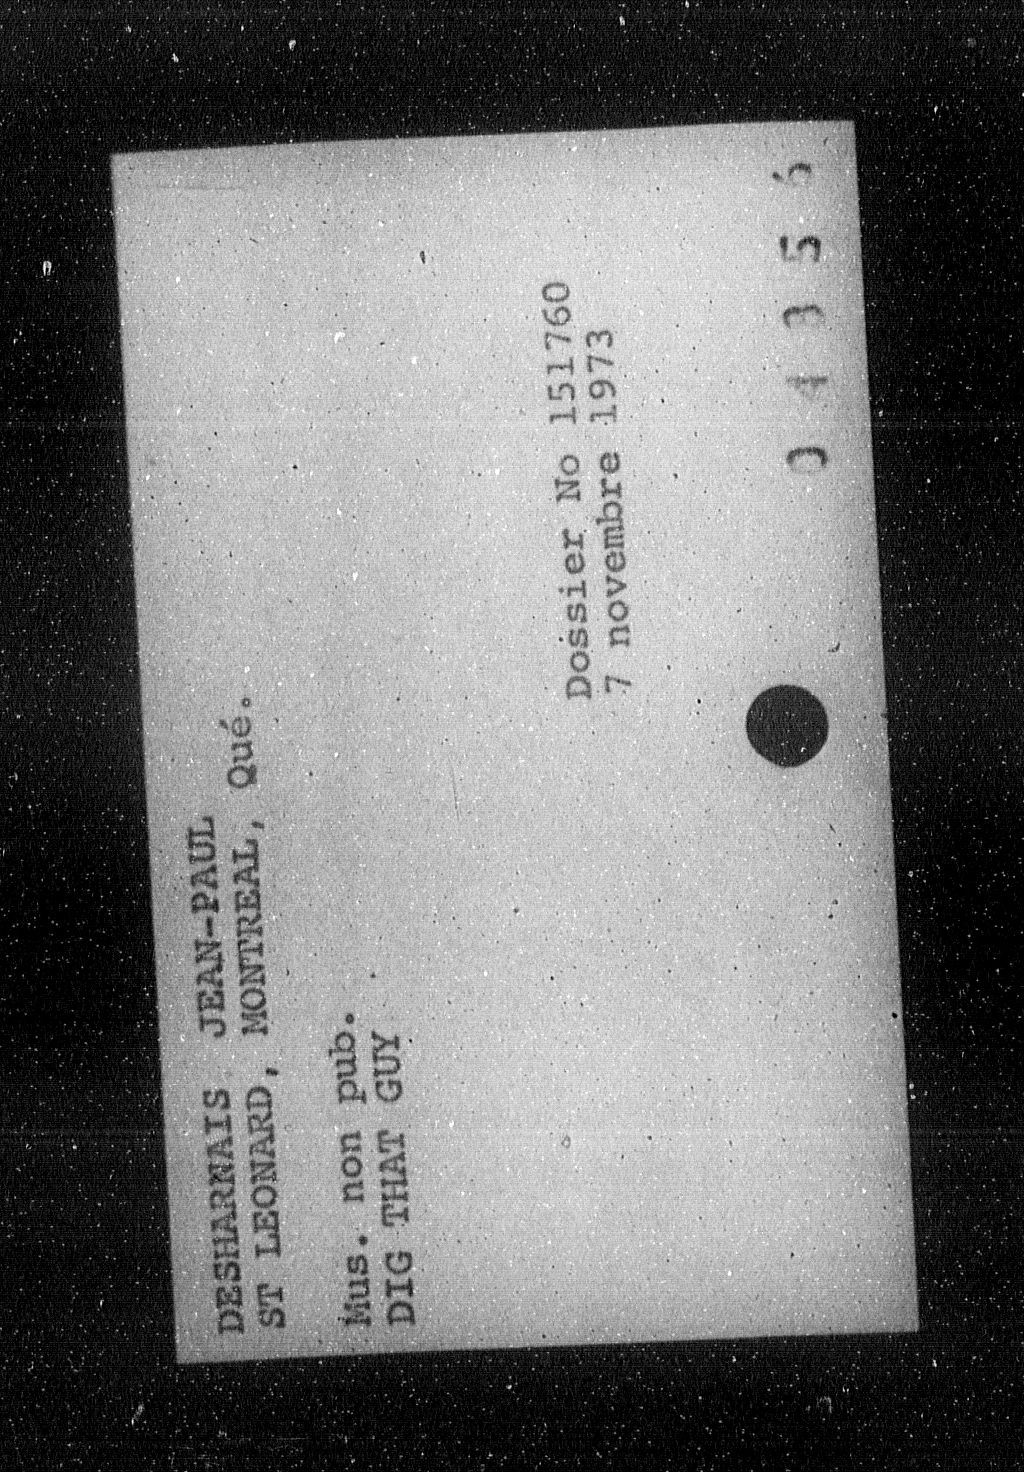 DESHARNAIS JEAN-PAUL
ST LEONARD, MONTREAL, Qué.
Mus. non pub.
DIG THAT GUY
Dossier No 151760
7 novembre 1973
04356